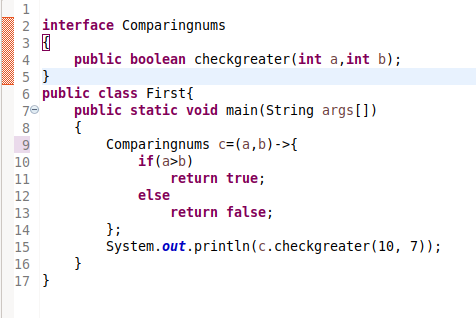 1
2 interface Comparingnums
3 {
4     public boolean checkgreater(int a,int b);
5 }
6 public class First{
7     public static void main(String args[])
8     {
9         Comparingnums c=(a,b)->{
10             if(a>b)
11                 return true;
12             else
13                 return false;
14         };
15         System.out.println(c.checkgreater(10, 7));
16     }
17 }